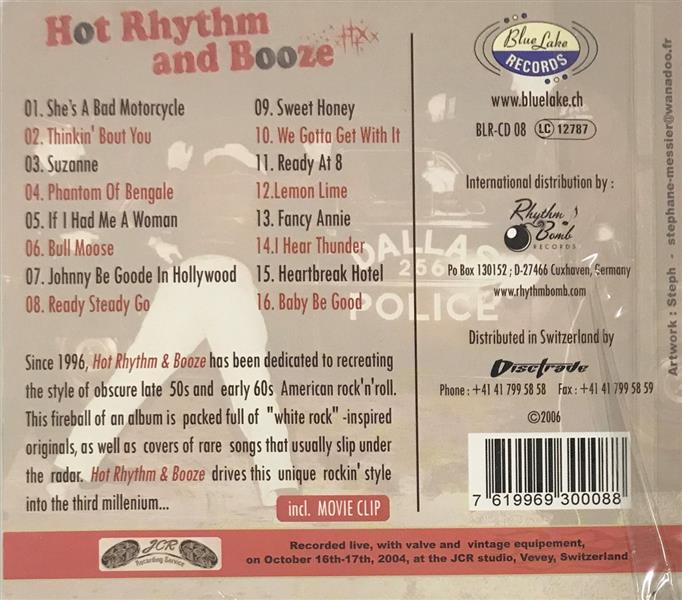 Hot Rhythm
and Booze
01. She's A Bad Motorcycle
02. Thinkin' Bout You
03. Suzanne
04. Phantom Of Bengale
05. If I Had Me A Woman
06. Bull Moose
07. Johnny Be Goode In Hollywood
08. Ready Steady Go
09. Sweet Honey
10. We Gotta Get With It
11. Ready At 8
12.Lemon Lime
13. Fancy Annie
14.I Hear Thunder
15. Heartbreak Hotel
16. Baby Be Good
DALLAS
256
POLICE
Since 1996, Hot Rhythm & Booze has been dedicated to recreating
the style of obscure late 50s and early 60s American rock'n'roll.
This fireball of an album is packed full of "white rock" -inspired
originals, as well as covers of rare songs that usually slip under
the radar. Hot Rhythm & Booze drives this unique rockin' style
into the third millenium...
incl. MOVIE CLIP
Blue Lake
RECORDS
www.bluelake.ch
BLR-CD 08 LC 12787
International distribution by :
Rhythm
Bomb
RECORDS
Po Box 130152 ; D-27466 Cuxhaven, Germany
www.rhythmbomb.com
Distributed in Switzerland by
Disctrade
Phone : +41 41 799 58 58 Fax : +41 41 799 58 59
©2006
7 619969 300088
Artwork : Steph - stephane-messier@wanadoo.fr
JCR
Recording Service
Recorded live, with valve and vintage equipement,
on October 16th-17th, 2004, at the JCR studio, Vevey, Switzerland